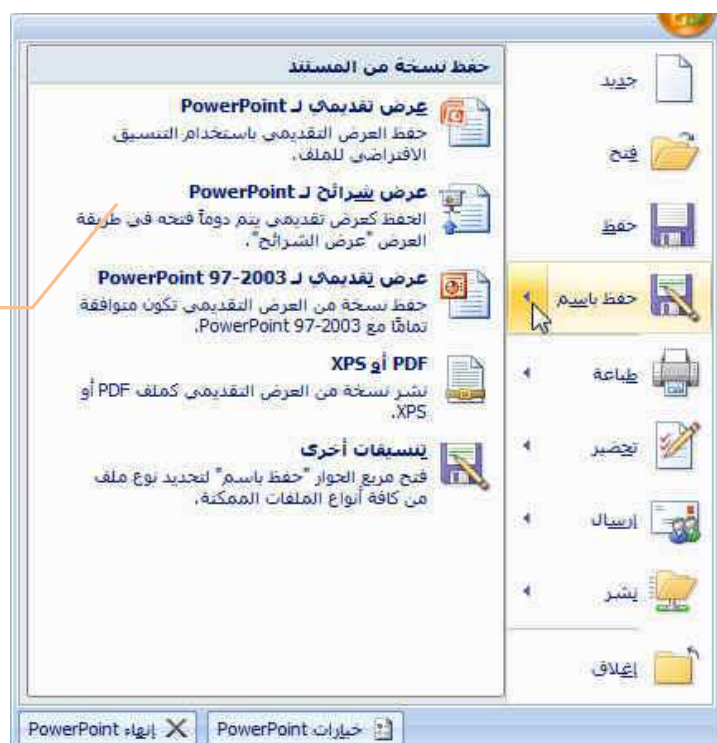 جديد
فتح
حفظ
حفظ باسم
طباعة
تحضير
إرسال
نشر
إغلاق
حفظ نسخة من المستند
عرض تقديمي لـ PowerPoint
حفظ العرض التقديمي باستخدام التنسيق
الافتراضي للملف.
عرض شرائح لـ PowerPoint
الحفظ كعرض تقديمي يتم دوماً فتحه في طريقة
العرض "عرض الشرائح".
عرض تقديمي لـ PowerPoint 97-2003
حفظ نسخة من العرض التقديمي تكون متوافقة
تمامًا مع PowerPoint 97-2003.
PDF أو XPS
نشر نسخة من العرض التقديمي كملف PDF أو
XPS.
تنسيقات أخرى
فتح مربع الحوار "حفظ باسم" لتحديد نوع ملف
من كافة أنواع الملفات الممكنة.
خيارات PowerPoint
إنهاء PowerPoint